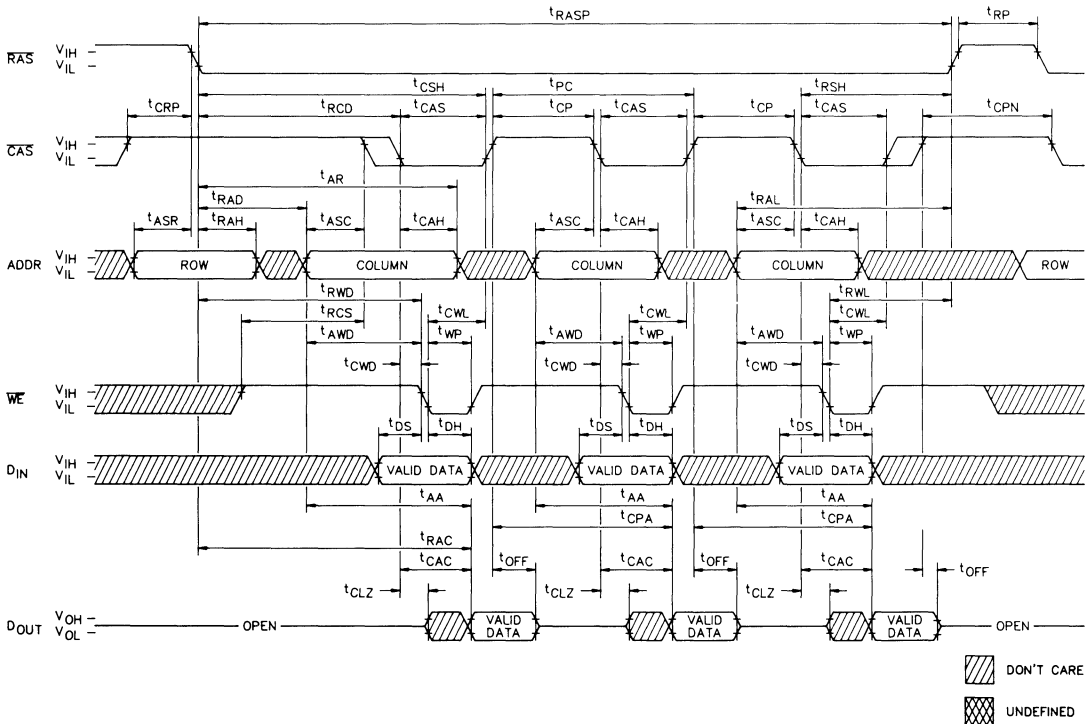 tRASP
tRP
RAS
VIH
VIL
tCSH
tPC
tRSH
tCRP
tRCD
tCAS
tCP
tCAS
tCP
tCAS
tCPN
CAS
VIH
VIL
tAR
tRAD
tRAL
tASR
tRAH
tASC
tCAH
tASC
tCAH
tASC
tCAH
ADDR
VIH
VIL
ROW
COLUMN
COLUMN
COLUMN
ROW
tRWD
tRWL
tRCS
tCWL
tCWL
tCWL
tAWD
tWP
tAWD
tWP
tAWD
tWP
tCWD
tCWD
tCWD
WE
VIH
VIL
tDS
tDH
tDS
tDH
tDS
tDH
DIN
VIH
VIL
VALID DATA
VALID DATA
VALID DATA
tAA
tAA
tAA
tCPA
tCPA
tRAC
tCAC
tOFF
tCAC
tOFF
tCAC
tOFF
tCLZ
tCLZ
tCLZ
DOUT
VOH
VOL
OPEN
VALID DATA
VALID DATA
VALID DATA
OPEN
DON'T CARE
UNDEFINED